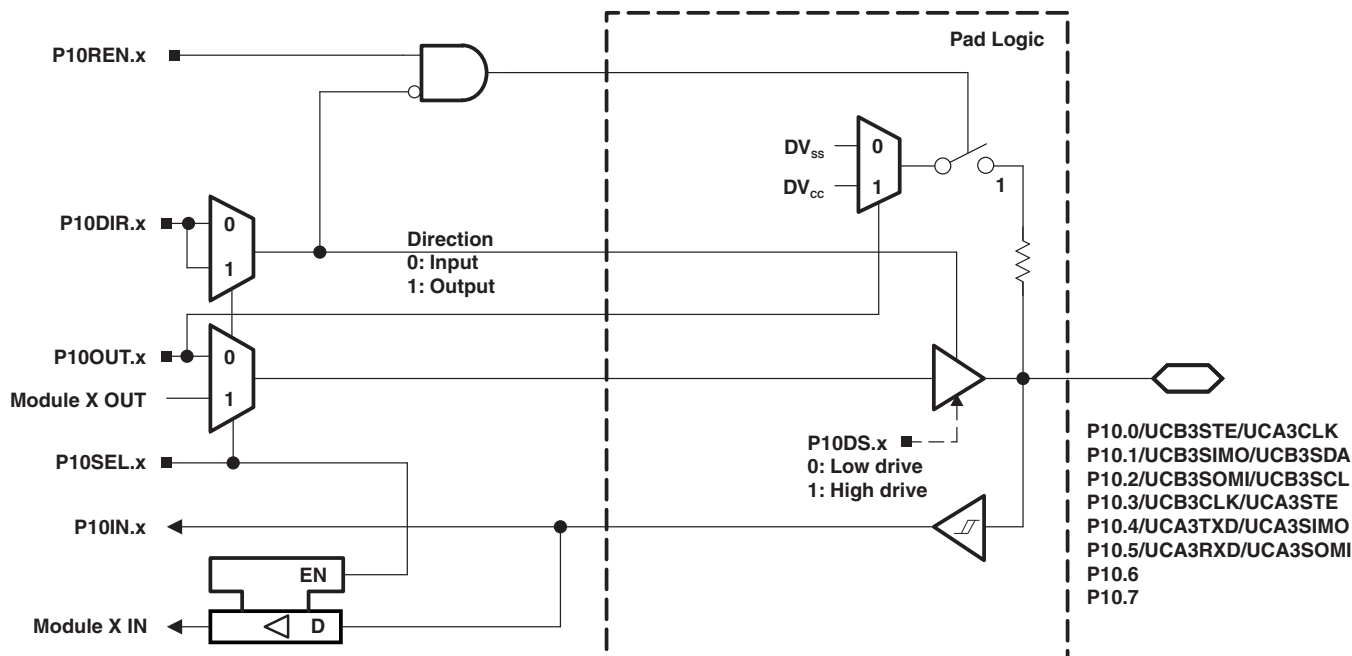 Pad Logic
P10REN.x
DVss
0
DVcc
1
1
P10DIR.x
0
1
Direction
0: Input
1: Output
P10OUT.x
0
Module X OUT
1
P10DS.x
0: Low drive
1: High drive
P10SEL.x
P10IN.x
EN
Module X IN
D
P10.0/UCB3STE/UCA3CLK
P10.1/UCB3SIMO/UCB3SDA
P10.2/UCB3SOMI/UCB3SCL
P10.3/UCB3CLK/UCA3STE
P10.4/UCA3TXD/UCA3SIMO
P10.5/UCA3RXD/UCA3SOMI
P10.6
P10.7